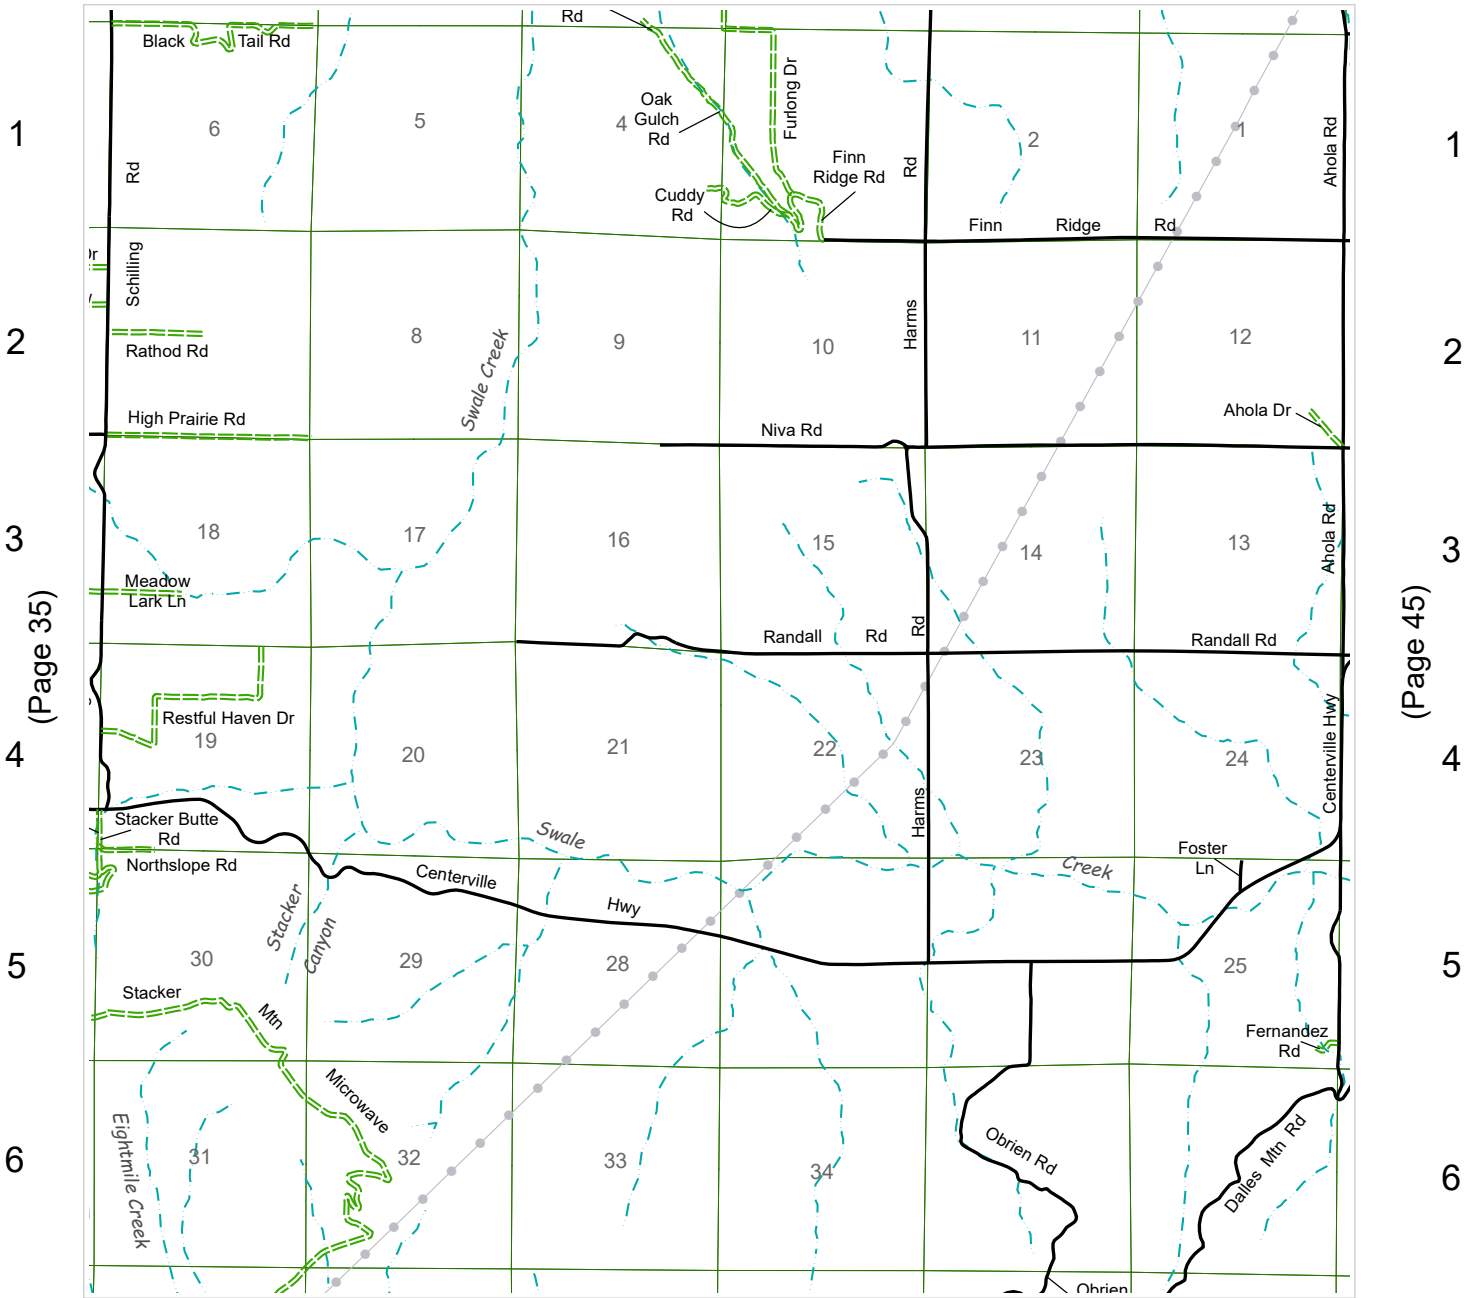 Rd
Black Tail Rd
Furlong Dr
Oak
Gulch
Rd
Finn
Ridge Rd
Cuddy
Rd
Rd
Rd
Ahola Rd
1
6
5
4
2
1
1
Finn Ridge Rd
Schilling
Dr
Rathod Rd
Swale Creek
Harms
2
8
9
10
11
12
2
High Prairie Rd
Niva Rd
Ahola Dr
3
18
17
16
15
14
13
3
Ahola Rd
Meadow
Lark Ln
(Page 35)
(Page 45)
Randall Rd
Rd
Randall Rd
Restful Haven Dr
Centerville Hwy
4
19
20
21
22
23
24
4
Harms
Stacker Butte
Rd
Northslope Rd
Swale
Creek
Foster
Ln
Centerville
Hwy
Stacker
Canyon
5
30
29
28
25
5
Stacker
Mtn
Microwave
Fernandez
Rd
Eightmile Creek
6
31
32
33
34
6
Obrien Rd
Dalles Mtn Rd
Obrien